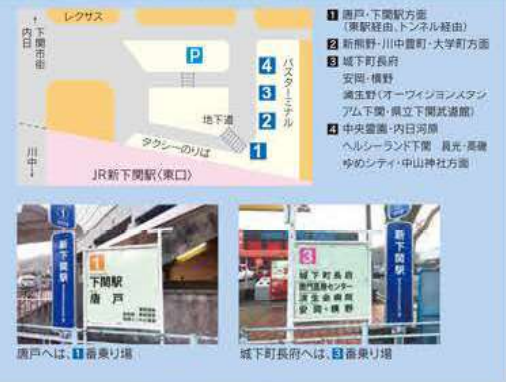 レクサス
↑
下関市街
内日
P
バスターミナル
4
3
2
1
地下道
タクシーのりば
川中→
JR新下関駅〈東口〉
1 唐戸・下関駅方面
(東駅経由、トンネル経由)
2 新熊野・川中豊町・大学町方面
3 城下町長府
安岡・横野
済生会(オーヴィジョンスタジ
アム下関・県立下関武道館)
4 中央霊園・内日河原
ヘルシーランド下関
ゆめシティ・中山神社方面
1
新下関駅
1
下関駅
唐戸
3
城下町長府
関門医療センター
済生会病院
安岡・横野
新下関駅
唐戸へは、1番乗り場
城下町長府へは、3番乗り場